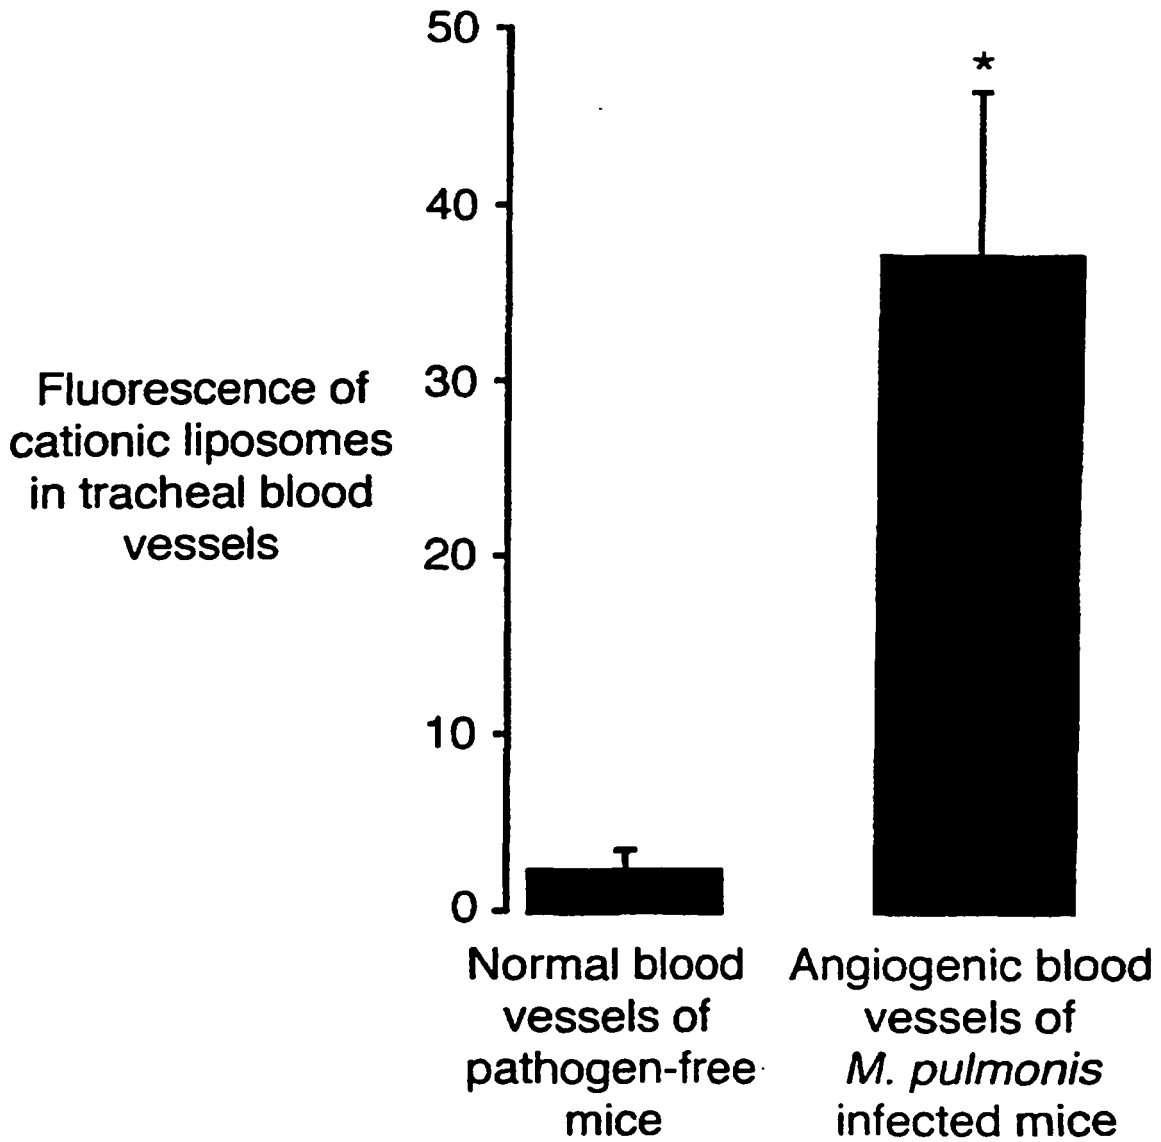 50
*
40
30
20
10
0
Fluorescence of
cationic liposomes
in tracheal blood
vessels
Normal blood
vessels of
pathogen-free
mice
Angiogenic blood
vessels of
M. pulmonis
infected mice